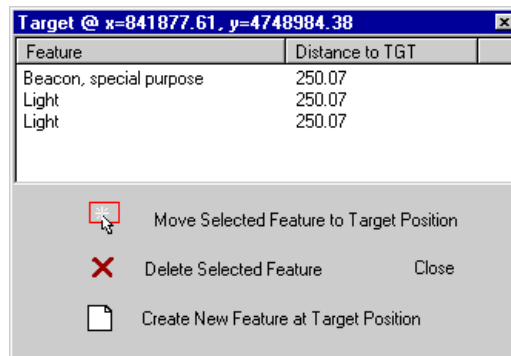 Target @ x=841877.61, y=4748984.38
Feature Distance to TGT
Beacon, special purpose 250.07
Light 250.07
Light 250.07
Move Selected Feature to Target Position
Delete Selected Feature Close
Create New Feature at Target Position